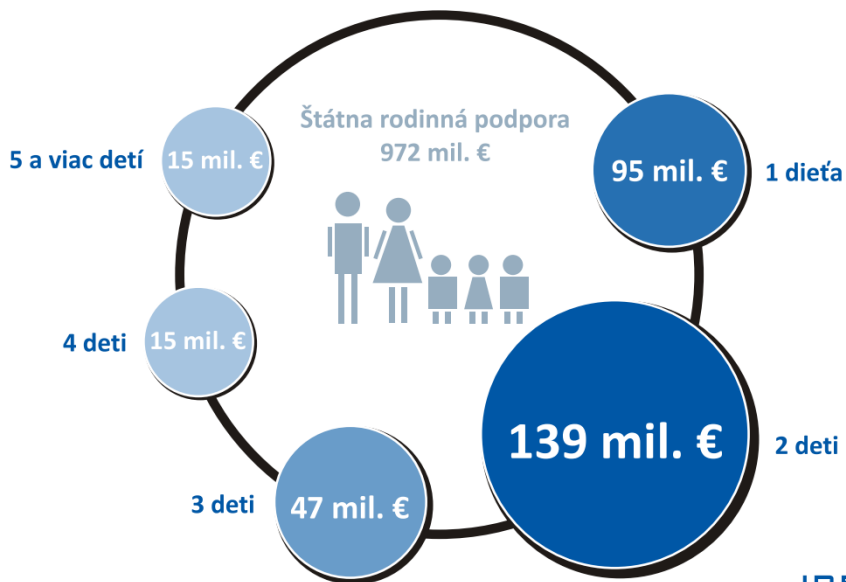 Štátna rodinná podpora
972 mil. €
5 a viac detí
15 mil. €
95 mil. €
1 dieťa
4 deti
15 mil. €
139 mil. €
2 deti
3 deti
47 mil. €